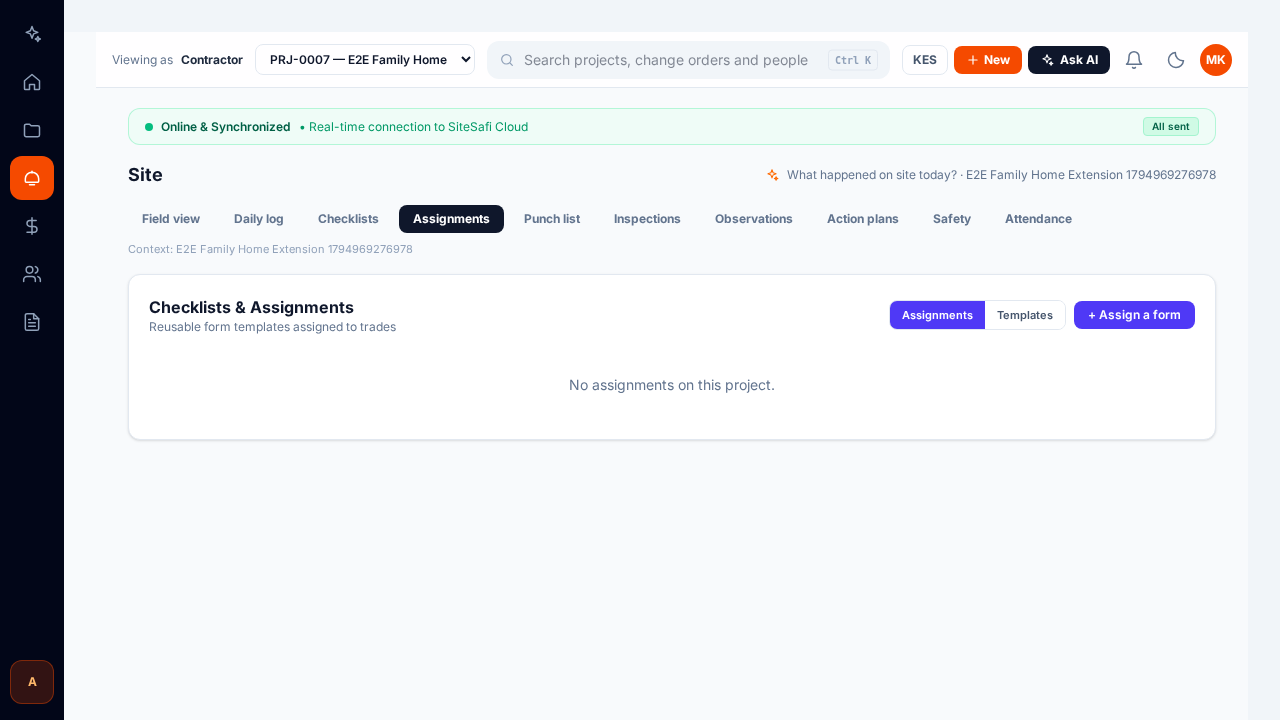 Viewing as Contractor PRJ-0007 — E2E Family Home Search projects, change orders and people Ctrl K KES + New Ask AI MK
Online & Synchronized • Real-time connection to SiteSafi Cloud All sent
Site What happened on site today? · E2E Family Home Extension 1794969276978
Field view Daily log Checklists Assignments Punch list Inspections Observations Action plans Safety Attendance
Context: E2E Family Home Extension 1794969276978
Checklists & Assignments
Reusable form templates assigned to trades
Assignments Templates + Assign a form
No assignments on this project.
A